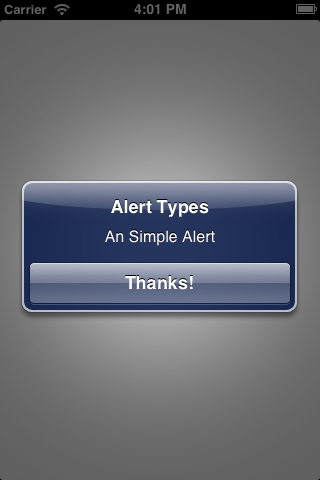 Carrier 4:01 PM
Alert Types
An Simple Alert
Thanks!